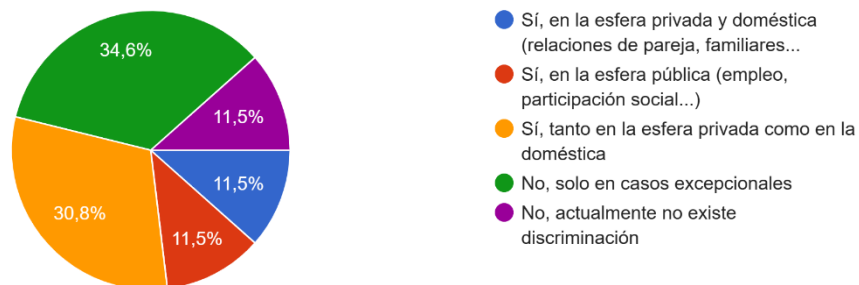 34,6%
11,5%
11,5%
30,8%
11,5%
Sí, en la esfera privada y doméstica
(relaciones de pareja, familiares...
Sí, en la esfera pública (empleo,
participación social...)
Sí, tanto en la esfera privada como en la
doméstica
No, solo en casos excepcionales
No, actualmente no existe
discriminación